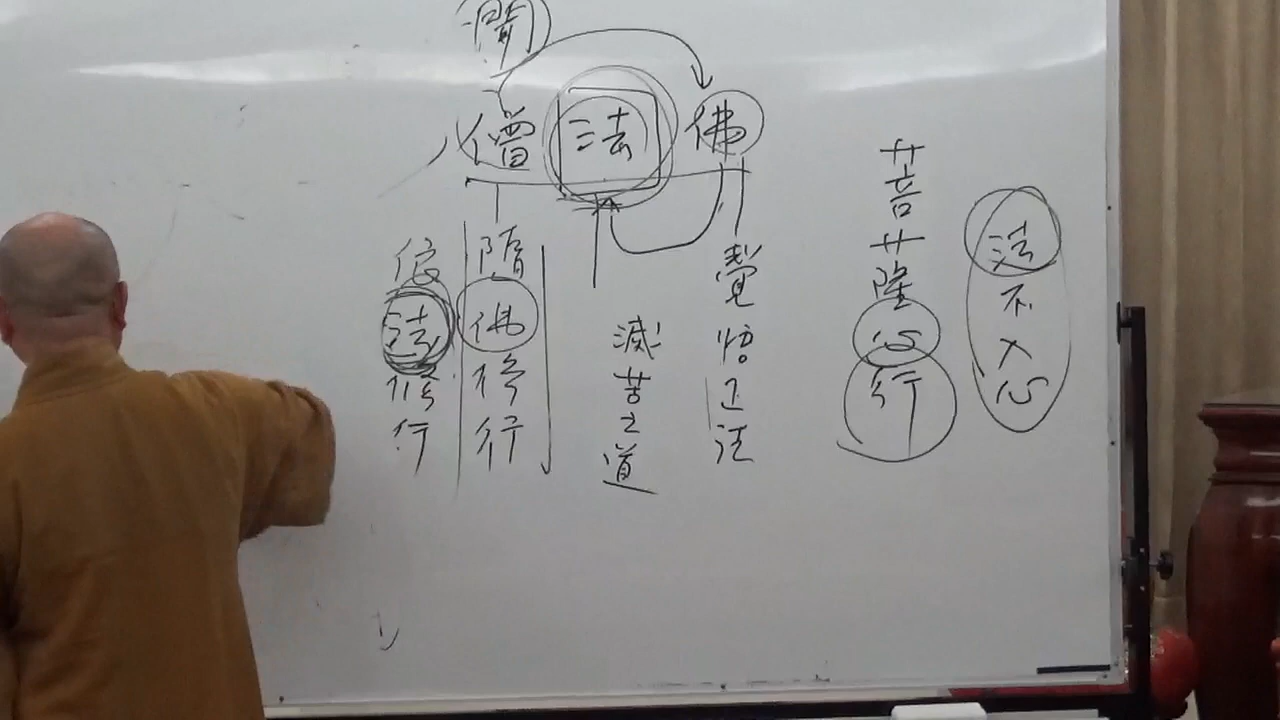 法不入心
菩薩心行
佛
覺悟正法
法
滅苦之道
聞
僧
隨佛修行
依法修行